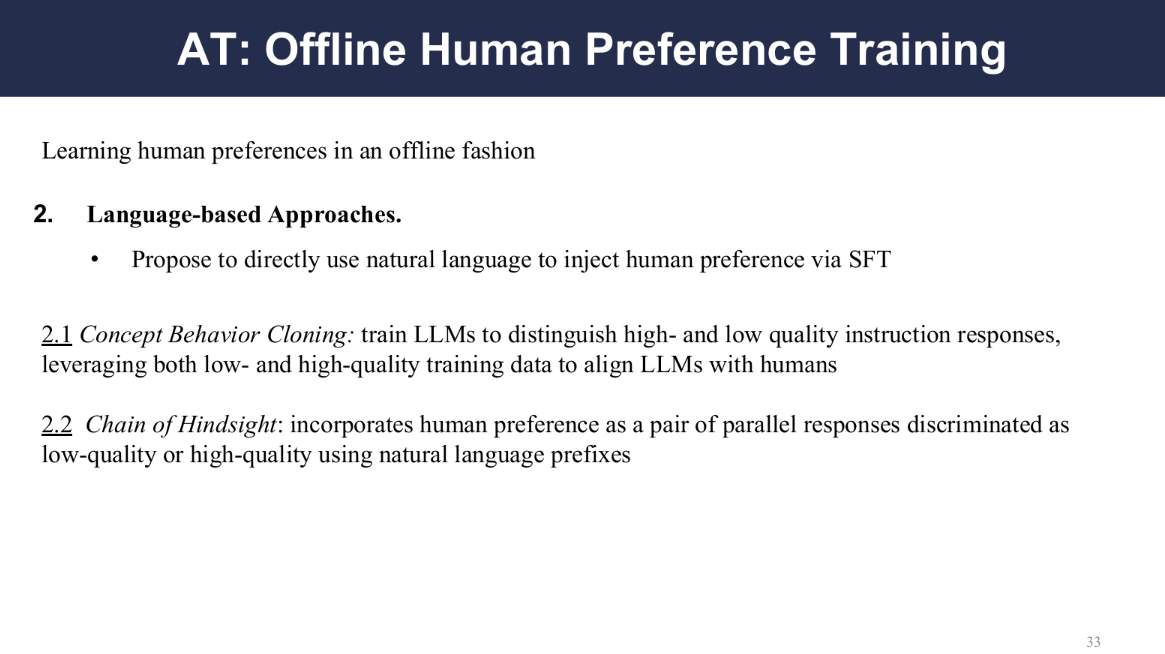 AT: Offline Human Preference Training
Learning human preferences in an offline fashion
2. Language-based Approaches.
• Propose to directly use natural language to inject human preference via SFT
2.1 Concept Behavior Cloning: train LLMs to distinguish high- and low quality instruction responses,
leveraging both low- and high-quality training data to align LLMs with humans
2.2 Chain of Hindsight: incorporates human preference as a pair of parallel responses discriminated as
low-quality or high-quality using natural language prefixes
33